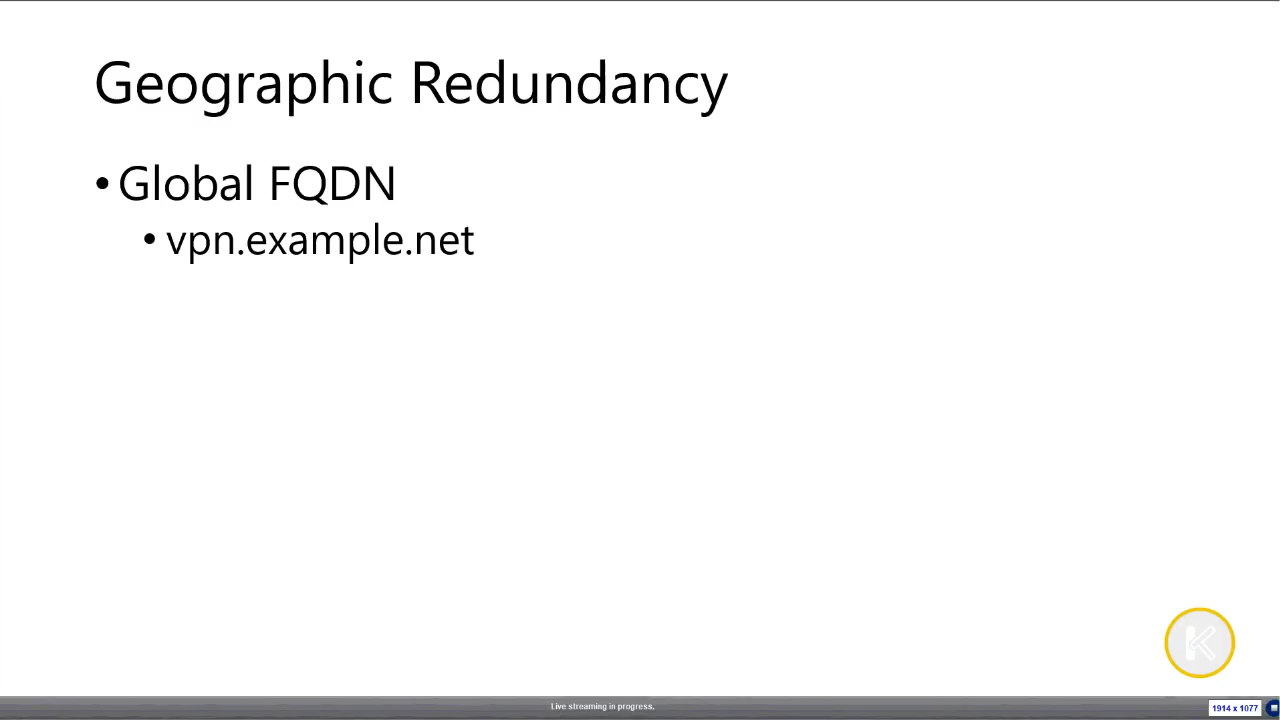 Geographic Redundancy
• Global FQDN
• vpn.example.net
K
Live streaming in progress.
1914 x 1077